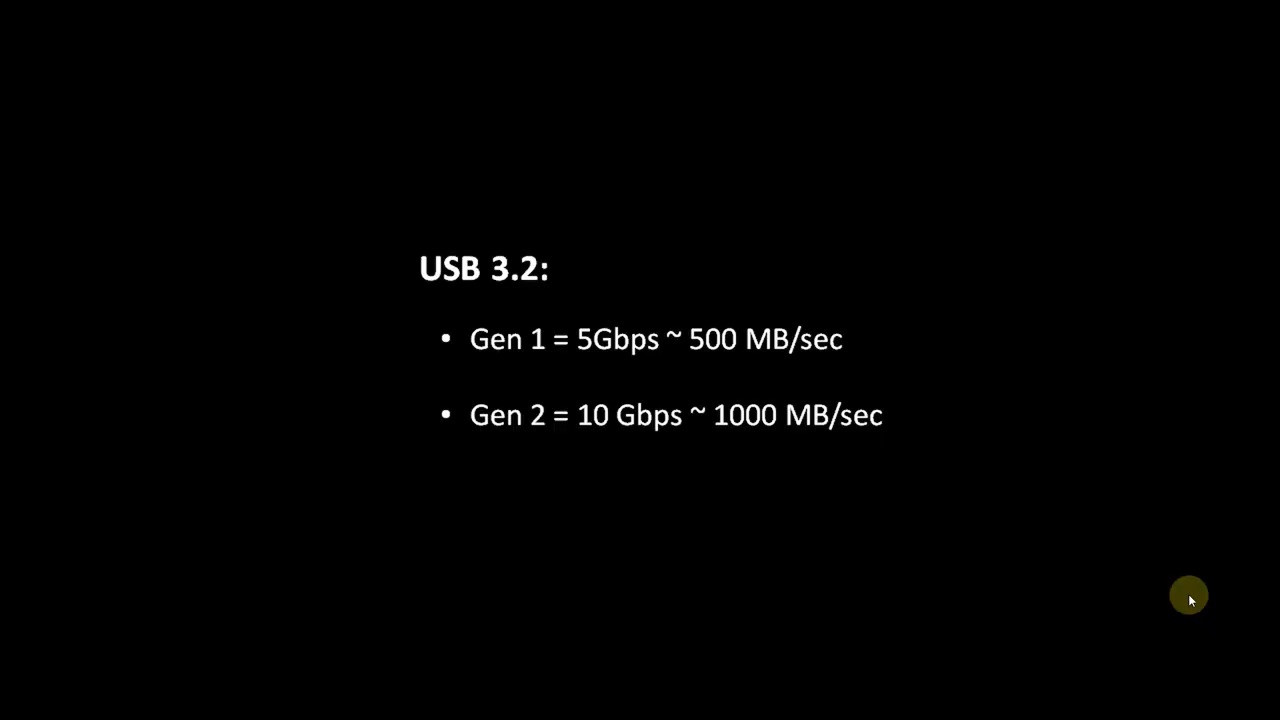 USB 3.2:
• Gen 1 = 5Gbps ~ 500 MB/sec
• Gen 2 = 10 Gbps ~ 1000 MB/sec